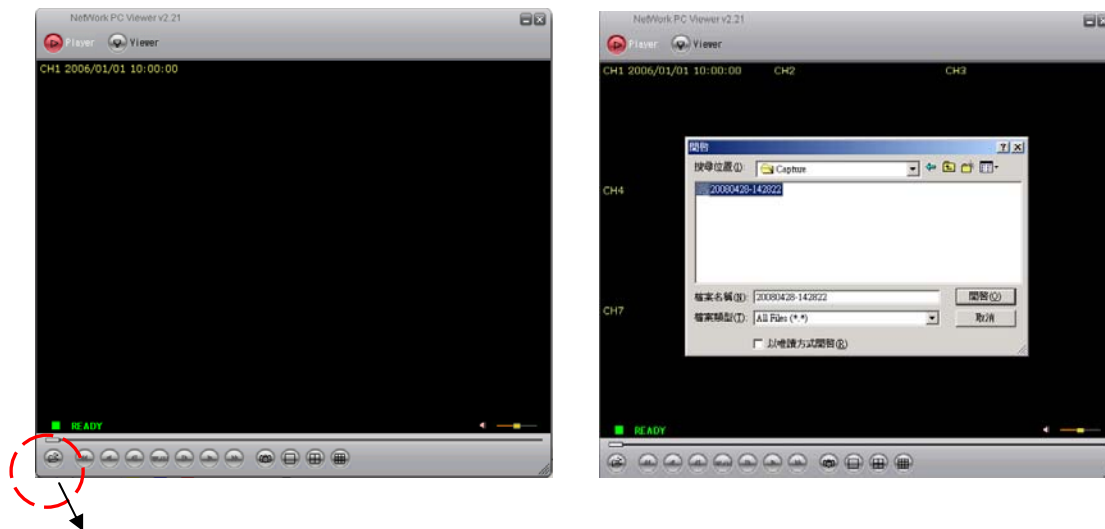 NetWork PC Viewer v2.21
Player Viewer
CH1 2006/01/01 10:00:00
READY
NetWork PC Viewer v2.21
Player Viewer
CH1 2006/01/01 10:00:00 CH2 CH3
開啓
搜尋位置(I): Capture
20080428-142822
CH4
檔案名稱(N): 20080428-142822 開啓(O)
CH7
檔案類型(T): All Files (*.*) 取消
以唯讀方式開啓(R)
READY